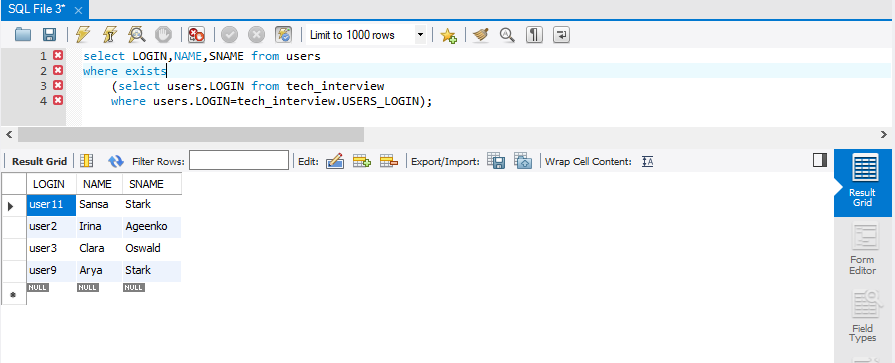 SQL File 3*
Limit to 1000 rows
1 select LOGIN,NAME,SNAME from users
2 where exists
3 (select users.LOGIN from tech_interview
4 where users.LOGIN=tech_interview.USERS_LOGIN);
Result Grid Filter Rows: Edit: Export/Import: Wrap Cell Content:
LOGIN NAME SNAME
user11 Sansa Stark
user2 Irina Ageenko
user3 Clara Oswald
user9 Arya Stark
NULL NULL NULL
Result
Grid
Form
Editor
Field
Types